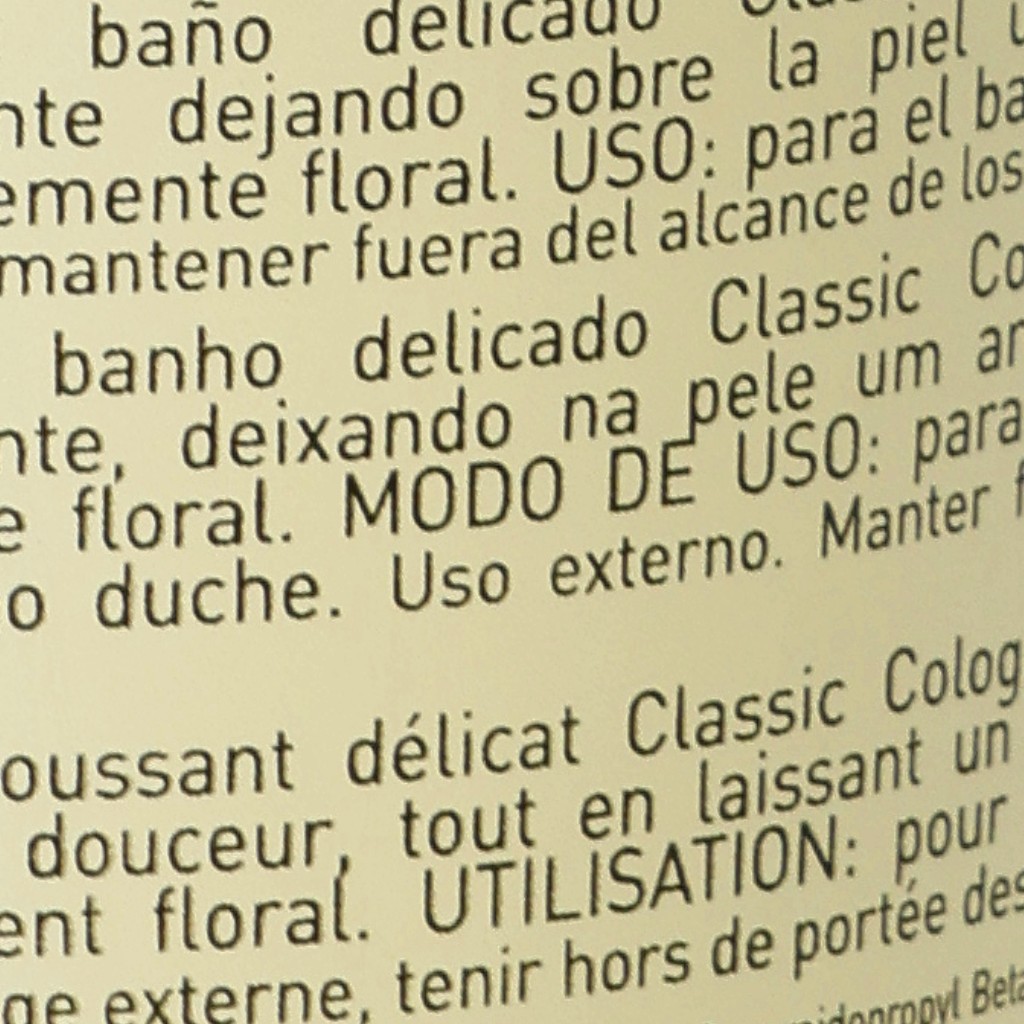 baño delicado
nte dejando sobre la piel
emente floral. USO: para el ba
mantener fuera del alcance de los
banho delicado Classic Co
nte, deixando na pele um ar
e floral. MODO DE USO: para
o duche. Uso externo. Manter f
oussant délicat Classic Colog
douceur, tout en laissant un
ent floral. UTILISATION: pour
ge externe, tenir hors de portée des
idopropyl Beta